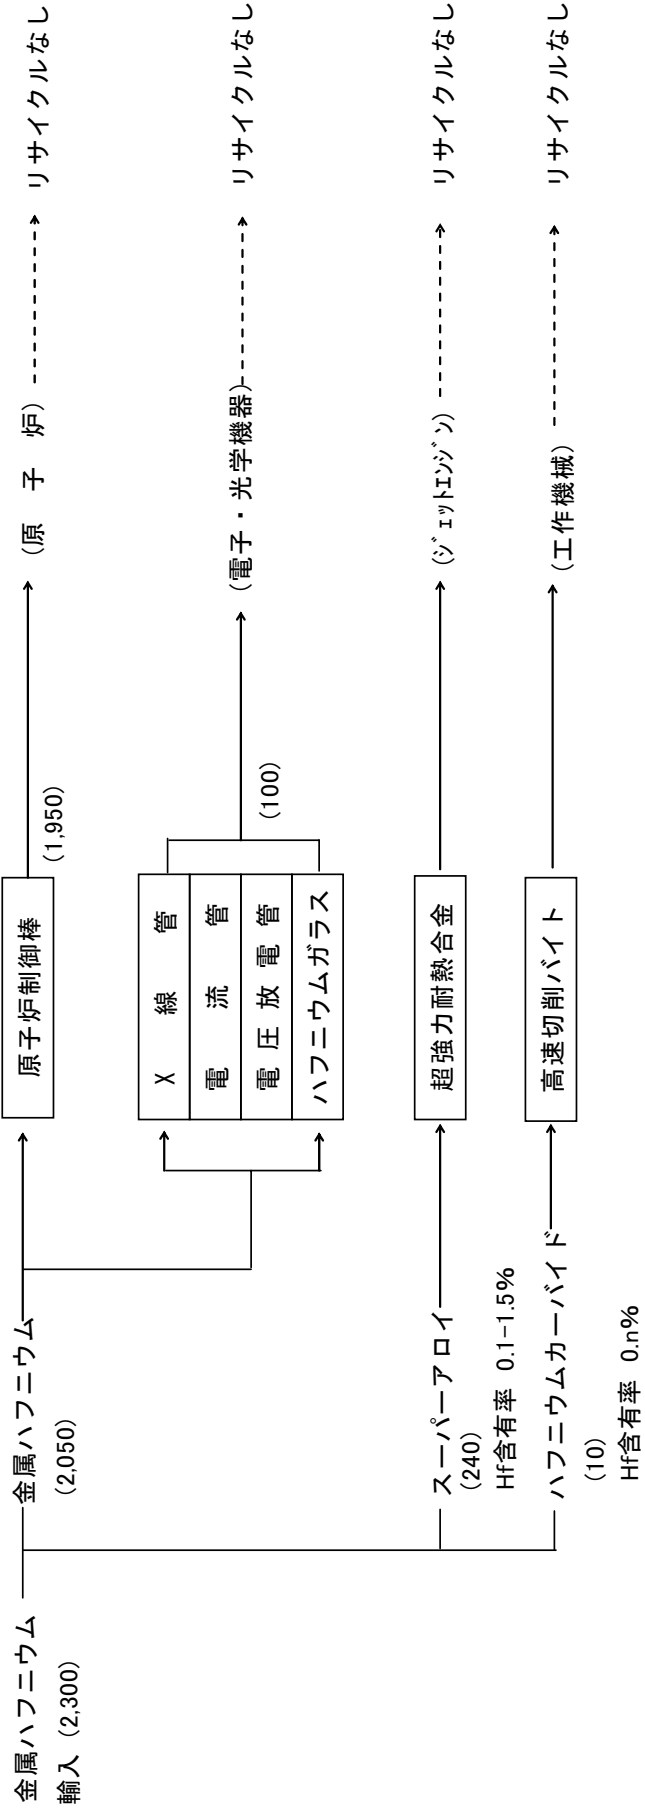 金属ハフニウム
輸入 (2,300)
金属ハフニウム
(2,050)
原子炉制御棒
(1,950)
(原 子 炉)
リサイクルなし
X 線 管
電 流 管
電 圧 放 電 管
ハフニウムガラス
(100)
(電子・光学機器)
リサイクルなし
スーパーアロイ
(240)
Hf含有率 0.1-1.5%
超強力耐熱合金
(ｼﾞｪｯﾄｴﾝｼﾞﾝ)
リサイクルなし
ハフニウムカーバイド
(10)
Hf含有率 0.n%
高速切削バイト
(工作機械)
リサイクルなし